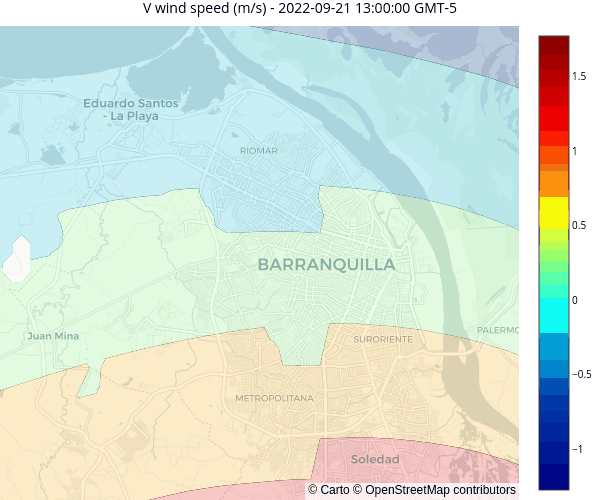 V wind speed (m/s) - 2022-09-21 13:00:00 GMT-5
Eduardo Santos
- La Playa
RIOMAR
BARRANQUILLA
Juan Mina
PALERMO
SURORIENTE
METROPOLITANA
Soledad
© Carto © OpenStreetMap contributors
1.5
1
0.5
0
−0.5
−1